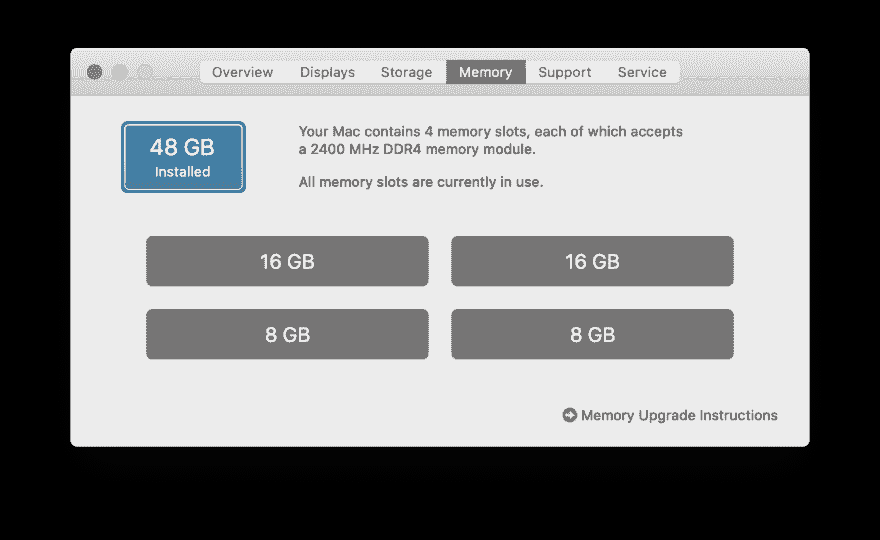 Overview Displays Storage Memory Support Service
48 GB
Installed
Your Mac contains 4 memory slots, each of which accepts
a 2400 MHz DDR4 memory module.
All memory slots are currently in use.
16 GB 16 GB
8 GB 8 GB
Memory Upgrade Instructions